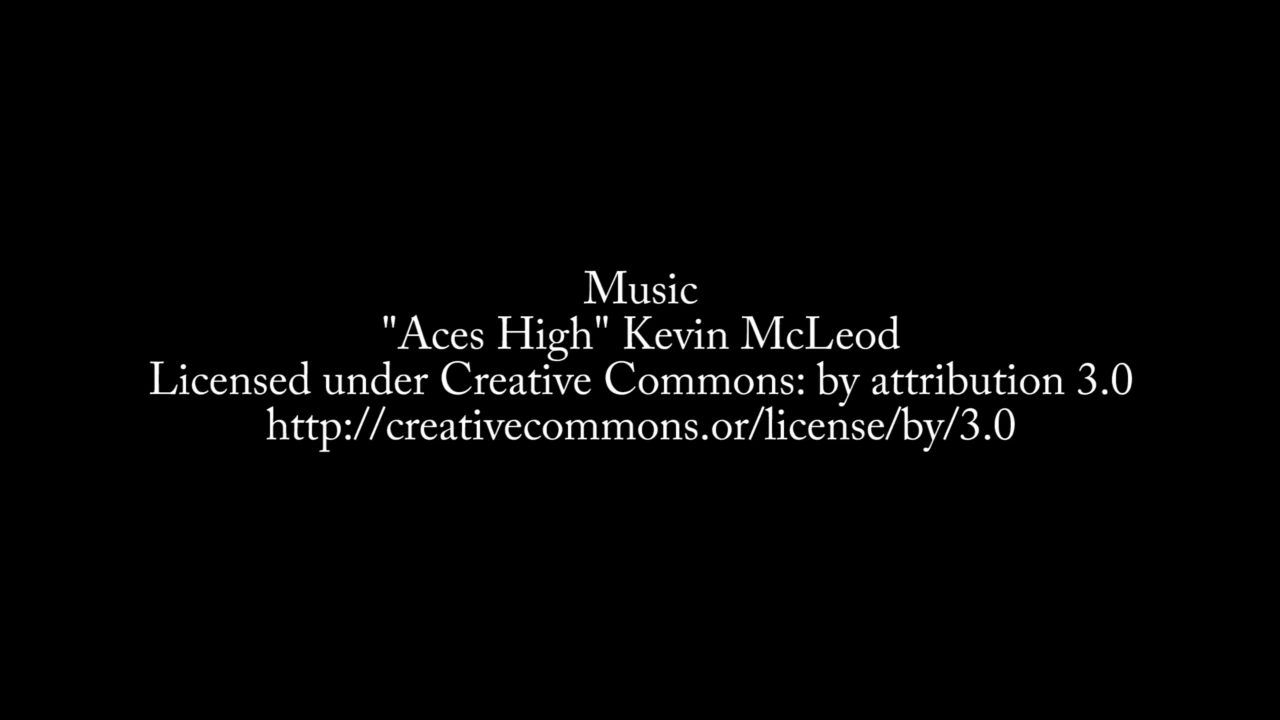 Music
"Aces High" Kevin McLeod
Licensed under Creative Commons: by attribution 3.0
http://creativecommons.or/license/by/3.0